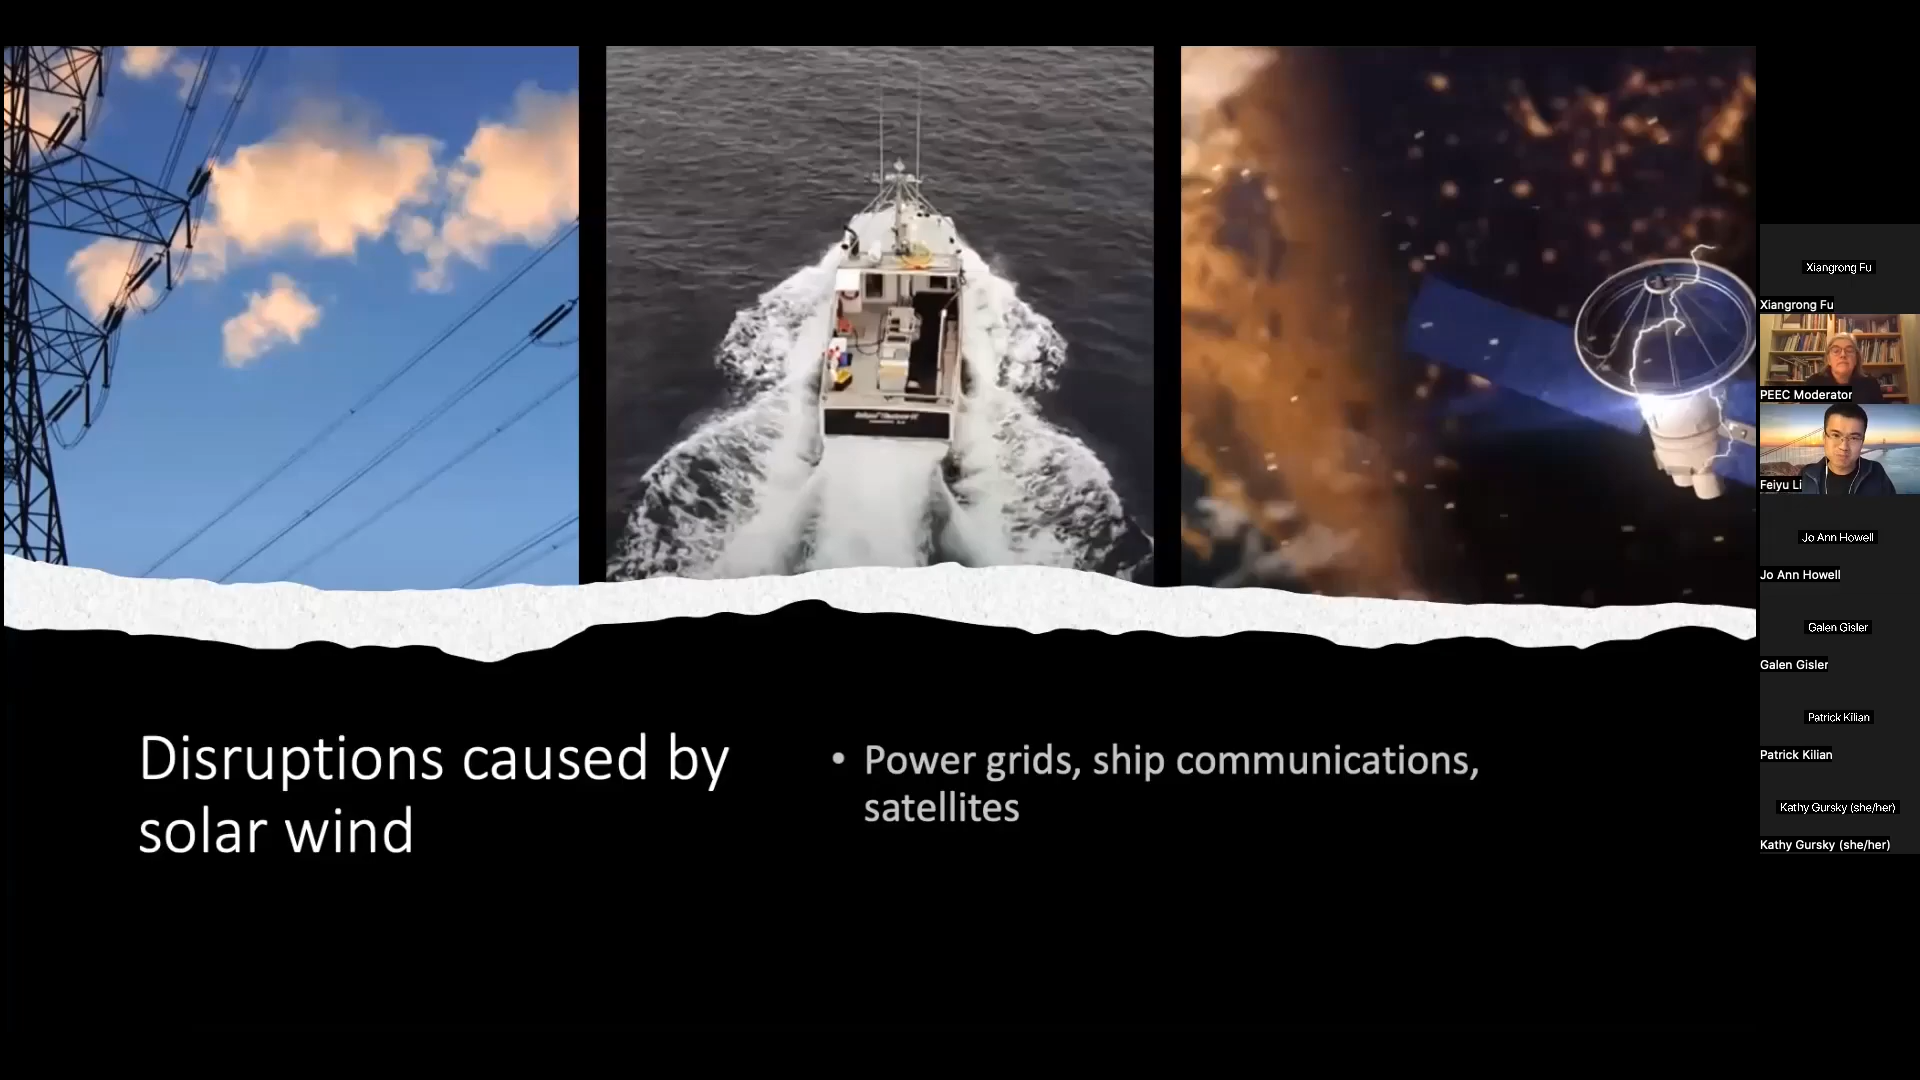 Disruptions caused by
solar wind
• Power grids, ship communications,
satellites
Xiangrong Fu
Xiangrong Fu
PEEC Moderator
Feiyu Li
Jo Ann Howell
Jo Ann Howell
Galen Gisler
Galen Gisler
Patrick Kilian
Patrick Kilian
Kathy Gursky (she/her)
Kathy Gursky (she/her)